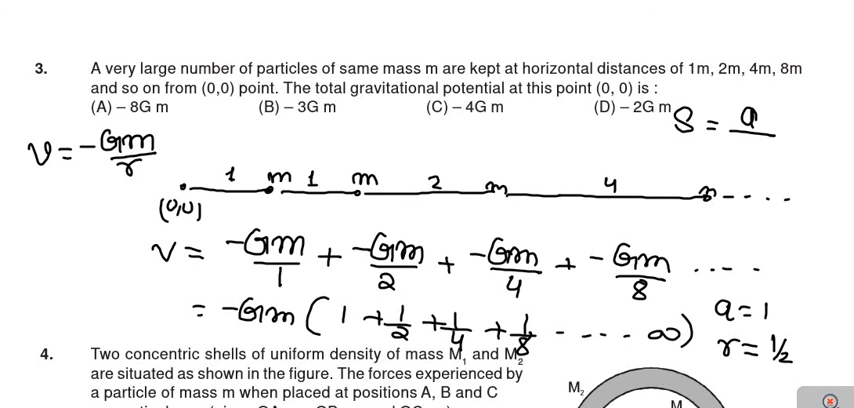 3. A very large number of particles of same mass m are kept at horizontal distances of 1m, 2m, 4m, 8m
and so on from (0,0) point. The total gravitational potential at this point (0, 0) is :
(A) – 8G m (B) – 3G m (C) – 4G m (D) – 2G m
S = a
V = -Gm/r
1 m 1 m 2 m 4 m ....
(0,0)
V = -Gm/1 + -Gm/2 + -Gm/4 + -Gm/8 .....
= -Gm ( 1 + 1/2 + 1/4 + 1/8 ..... ∞)
a = 1
r = 1/2
4. Two concentric shells of uniform density of mass M1 and M2
are situated as shown in the figure. The forces experienced by
a particle of mass m when placed at positions A, B and C
M2
M